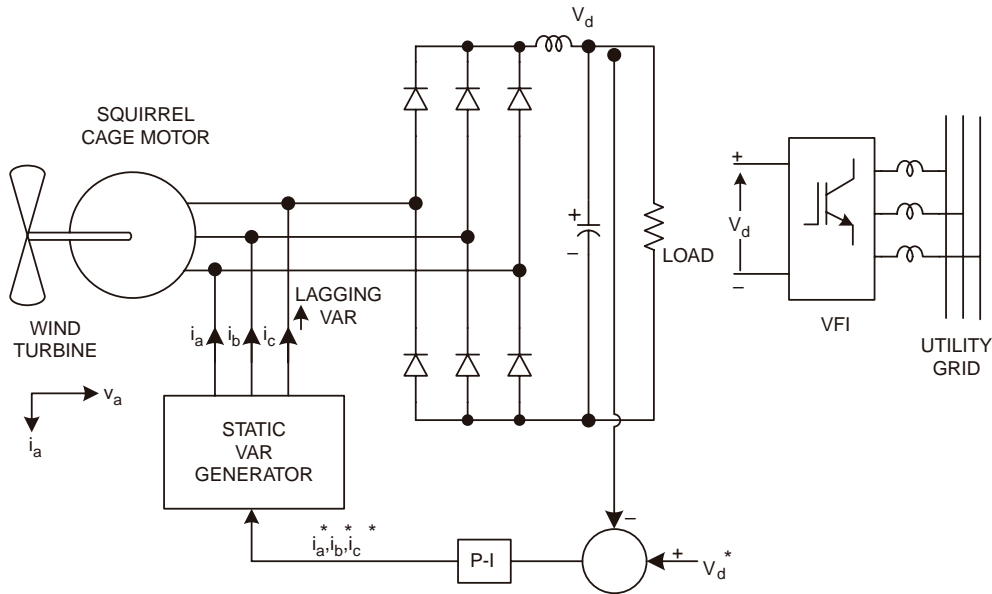 V_d
SQUIRREL
CAGE MOTOR
+
V_d
–
VFI
UTILITY
GRID
+
–
LOAD
LAGGING
VAR
WIND
TURBINE
i_a
i_b
i_c
v_a
i_a
STATIC
VAR
GENERATOR
i_a^*,i_b^*,i_c^*
P-I
–
+
V_d^*